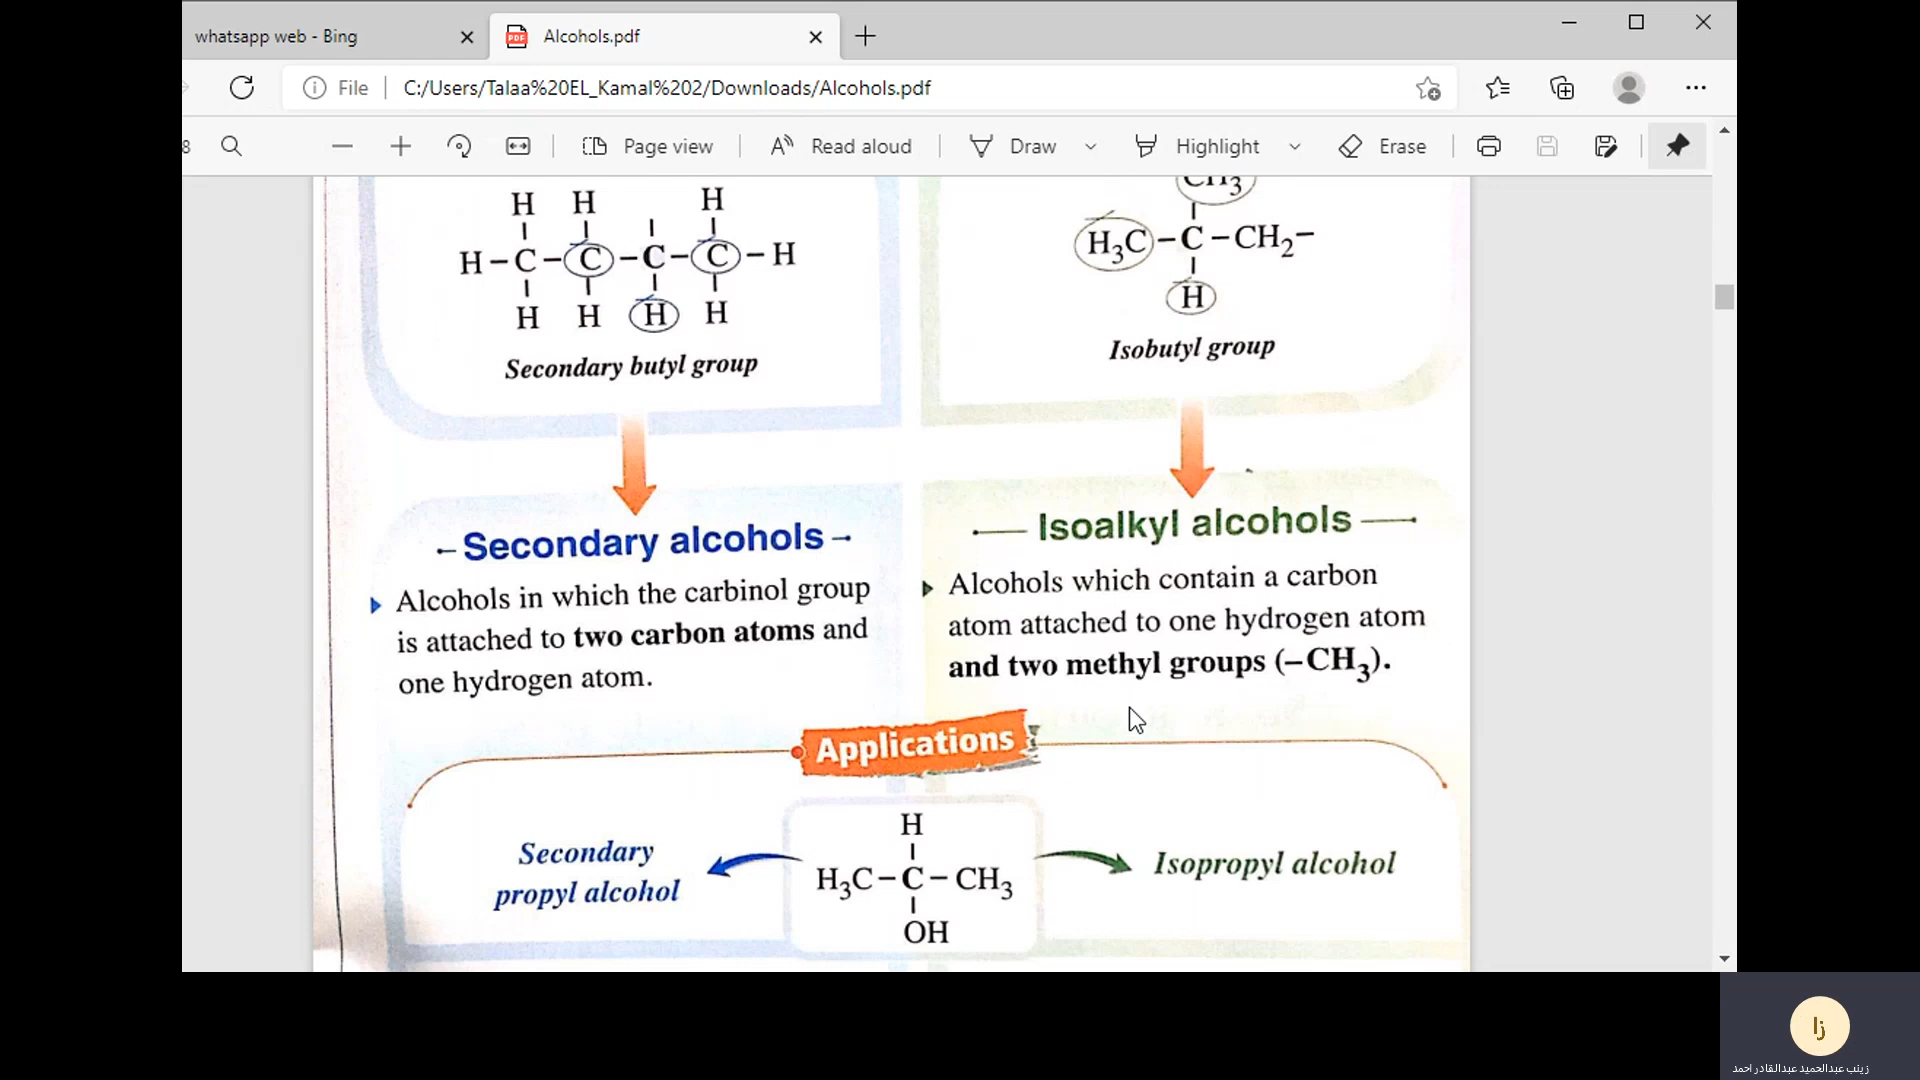 whatsapp web - Bing
Alcohols.pdf
File
C:/Users/Talaa%20EL_Kamal%202/Downloads/Alcohols.pdf
8
Page view
Read aloud
Draw
Highlight
Erase
H H H
H–C–C–C–C–H
H H H H
Secondary butyl group
CH3
H3C–C–CH2–
H
Isobutyl group
Secondary alcohols
Alcohols in which the carbinol group
is attached to two carbon atoms and
one hydrogen atom.
Isoalkyl alcohols
Alcohols which contain a carbon
atom attached to one hydrogen atom
and two methyl groups (–CH3).
Applications
Secondary
propyl alcohol
H
H3C–C–CH3
OH
Isopropyl alcohol
زا
زينب عبدالحميد عبدالقادر احمد